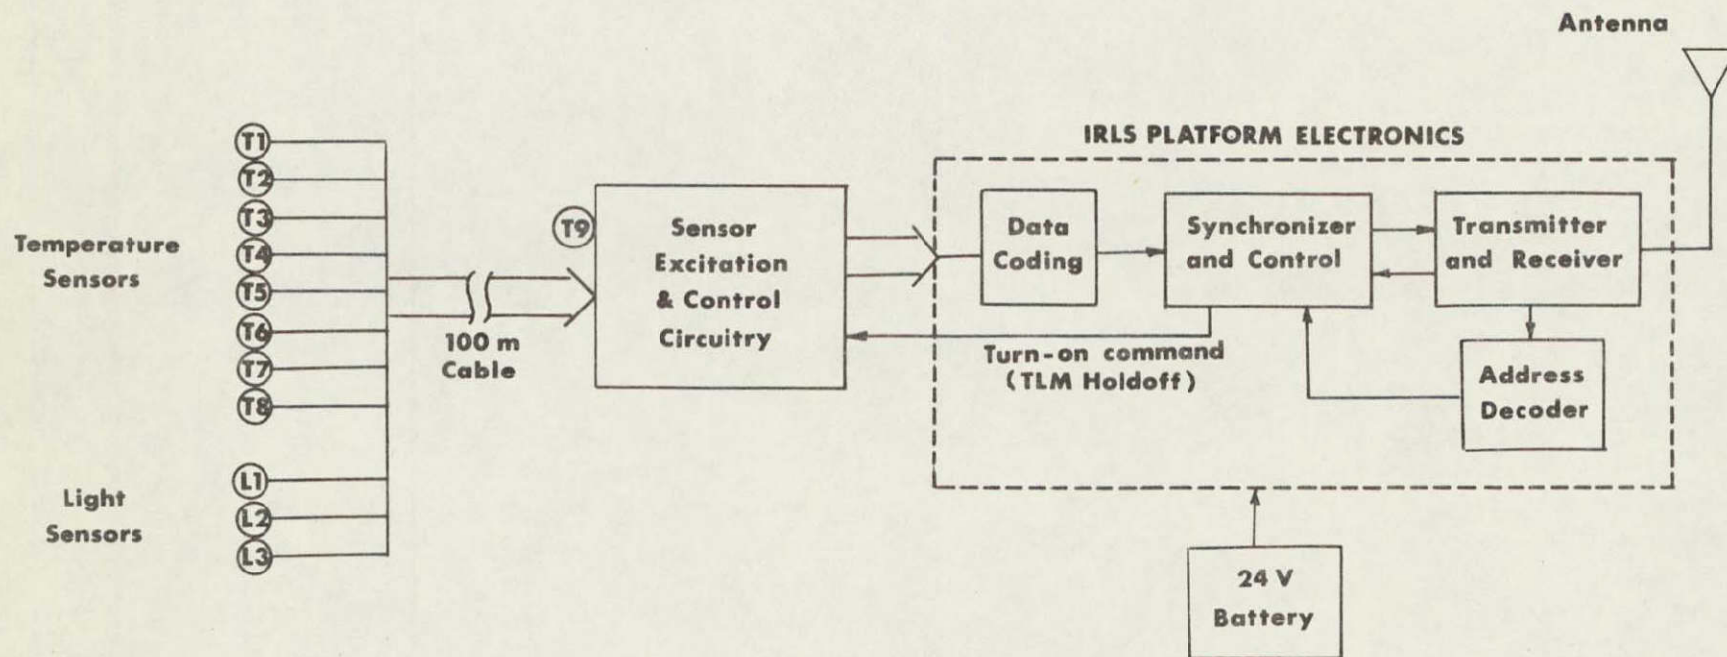 Antenna
IRLS PLATFORM ELECTRONICS
Temperature
Sensors
T1
T2
T3
T4
T5
T6
T7
T8
Light
Sensors
L1
L2
L3
100 m
Cable
T9
Sensor
Excitation
& Control
Circuitry
Data
Coding
Synchronizer
and Control
Transmitter
and Receiver
Turn-on command
(TLM Holdoff)
Address
Decoder
24 V
Battery